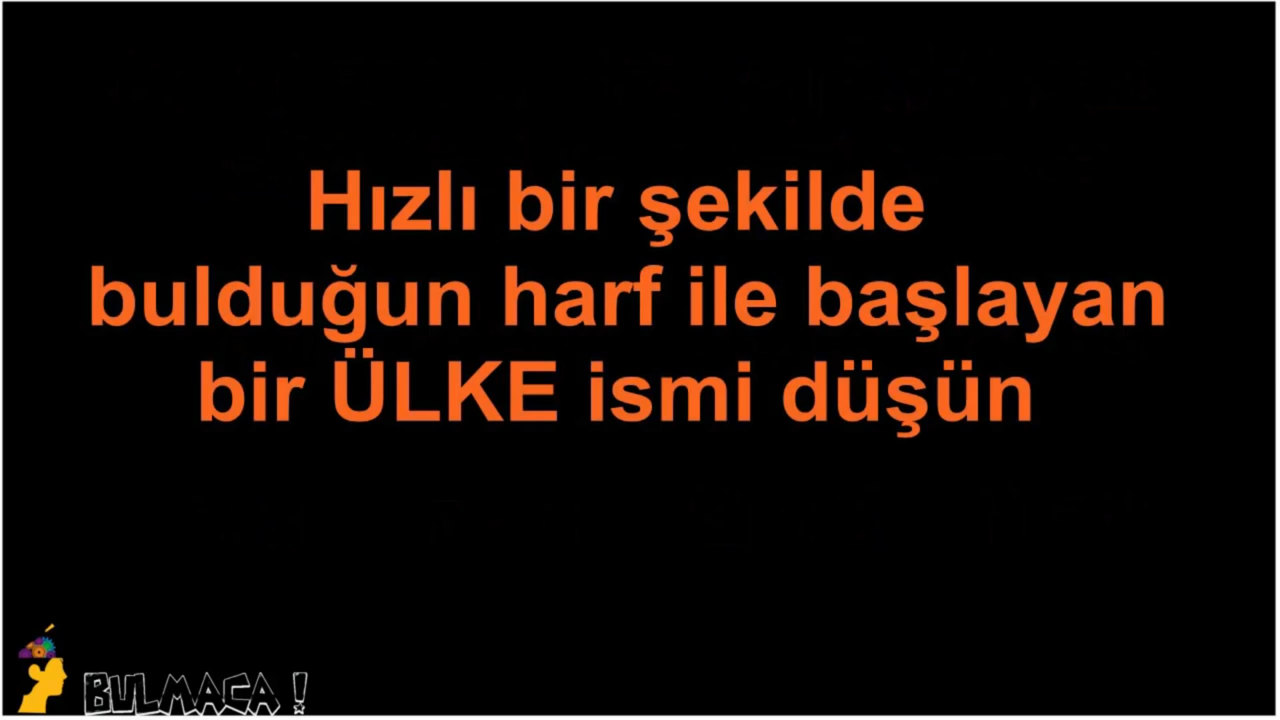 Hızlı bir şekilde
bulduğun harf ile başlayan
bir ÜLKE ismi düşün
BULMACA !